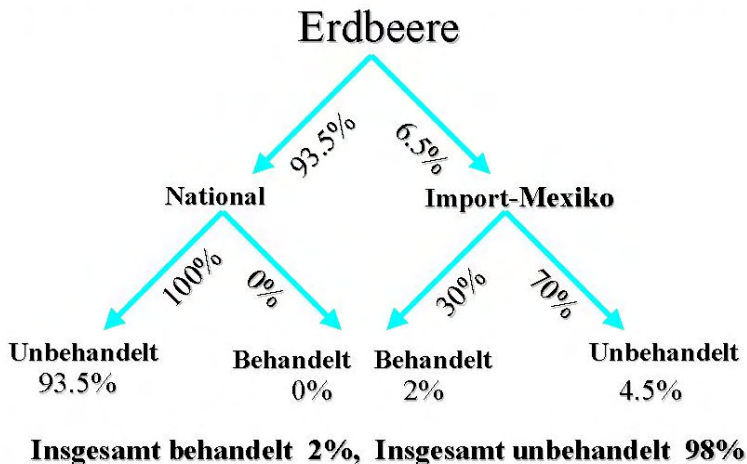 Erdbeere
93.5% 6.5%
National Import-Mexiko
100% 0% 30% 70%
Unbehandelt Behandelt Behandelt Unbehandelt
93.5% 0% 2% 4.5%
Insgesamt behandelt 2%, Insgesamt unbehandelt 98%